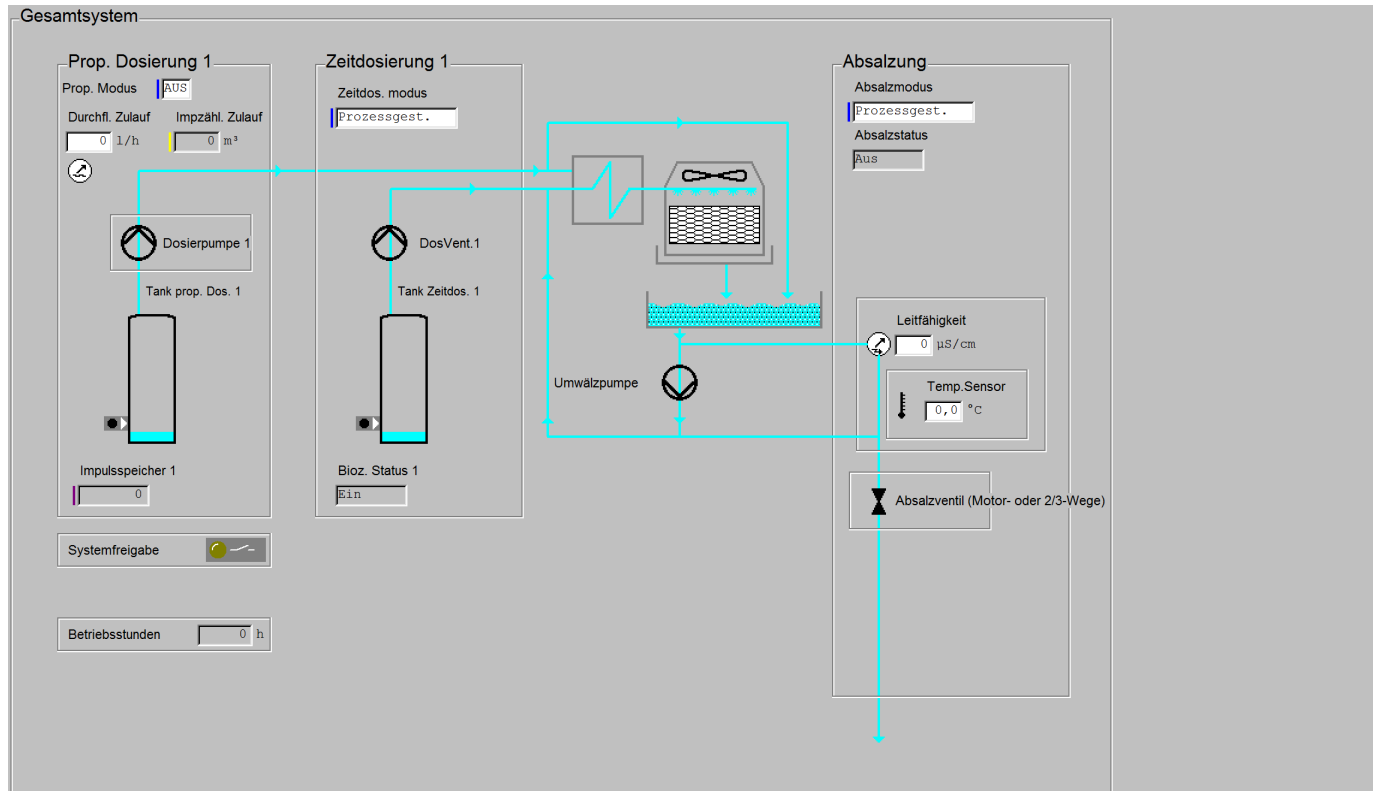 Gesamtsystem
Prop. Dosierung 1
Prop. Modus AUS
Durchfl. Zulauf Impzähl. Zulauf
0 l/h 0 m³
Dosierpumpe 1
Tank prop. Dos. 1
Impulsspeicher 1
0
Systemfreigabe
Betriebsstunden 0 h
Zeitdosierung 1
Zeitdos. modus
Prozessgest.
DosVent.1
Tank Zeitdos. 1
Bioz. Status 1
Ein
Umwälzpumpe
Absalzung
Absalzmodus
Prozessgest.
Absalzstatus
Aus
Leitfähigkeit
0 µS/cm
Temp.Sensor
0,0 °C
Absalzventil (Motor- oder 2/3-Wege)